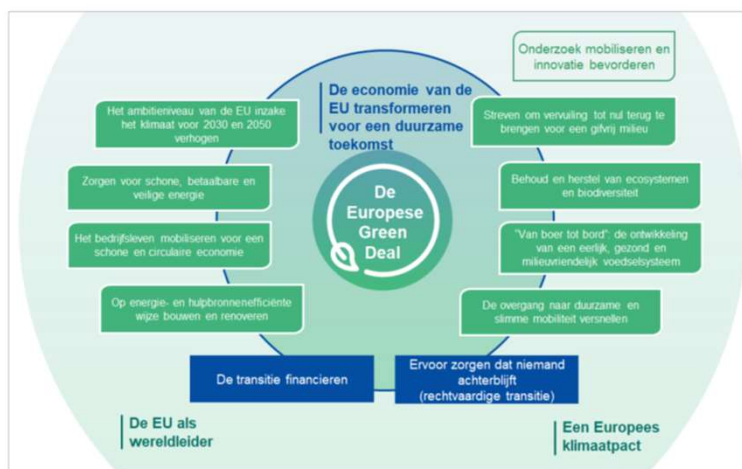 Onderzoek mobiliseren en
innovatie bevorderen
De economie van de
EU transformeren
voor een duurzame
toekomst
Het ambitieniveau van de EU inzake
het klimaat voor 2030 en 2050
verhogen
Streven om vervuiling tot nul terug te
brengen voor een gifvrij milieu
Zorgen voor schone, betaalbare en
veilige energie
Behoud en herstel van ecosystemen
en biodiversiteit
De
Europese
Green
Deal
Het bedrijfsleven mobiliseren voor een
schone en circulaire economie
"Van boer tot bord": de ontwikkeling
van een eerlijk, gezond en
milieuvriendelijk voedselsysteem
Op energie- en hulpbronnenefficiënte
wijze bouwen en renoveren
De overgang naar duurzame en
slimme mobiliteit versnellen
De transitie financieren
Ervoor zorgen dat niemand
achterblijft
(rechtvaardige transitie)
De EU als
wereldleider
Een Europees
klimaatpact